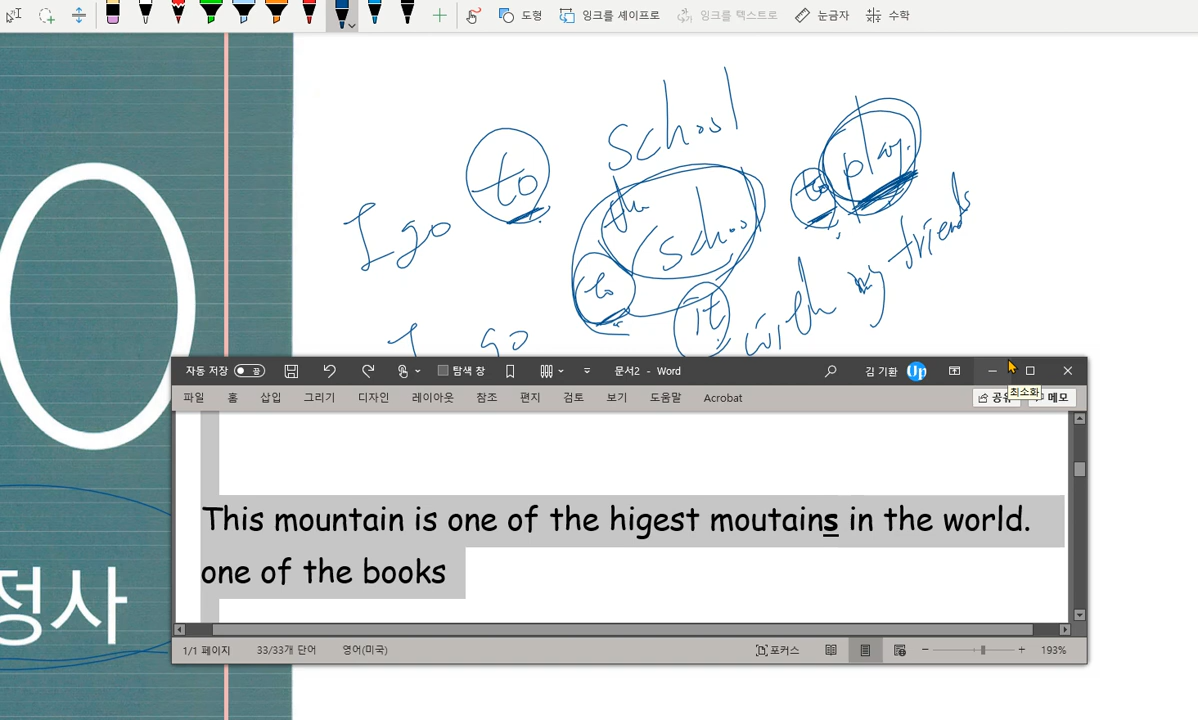 도형 잉크를 셰이프로 잉크를 텍스트로 눈금자 수학
school
I go to the school to play.
to it with my friends
I go
정사
자동 저장 끔 탐색 창 문서2 - Word 김 기환
파일 홈 삽입 그리기 디자인 레이아웃 참조 편지 검토 보기 도움말 Acrobat 공유 메모
최소화
This mountain is one of the higest moutains in the world.
one of the books
1/1 페이지 33/33개 단어 영어(미국) 포커스 193%